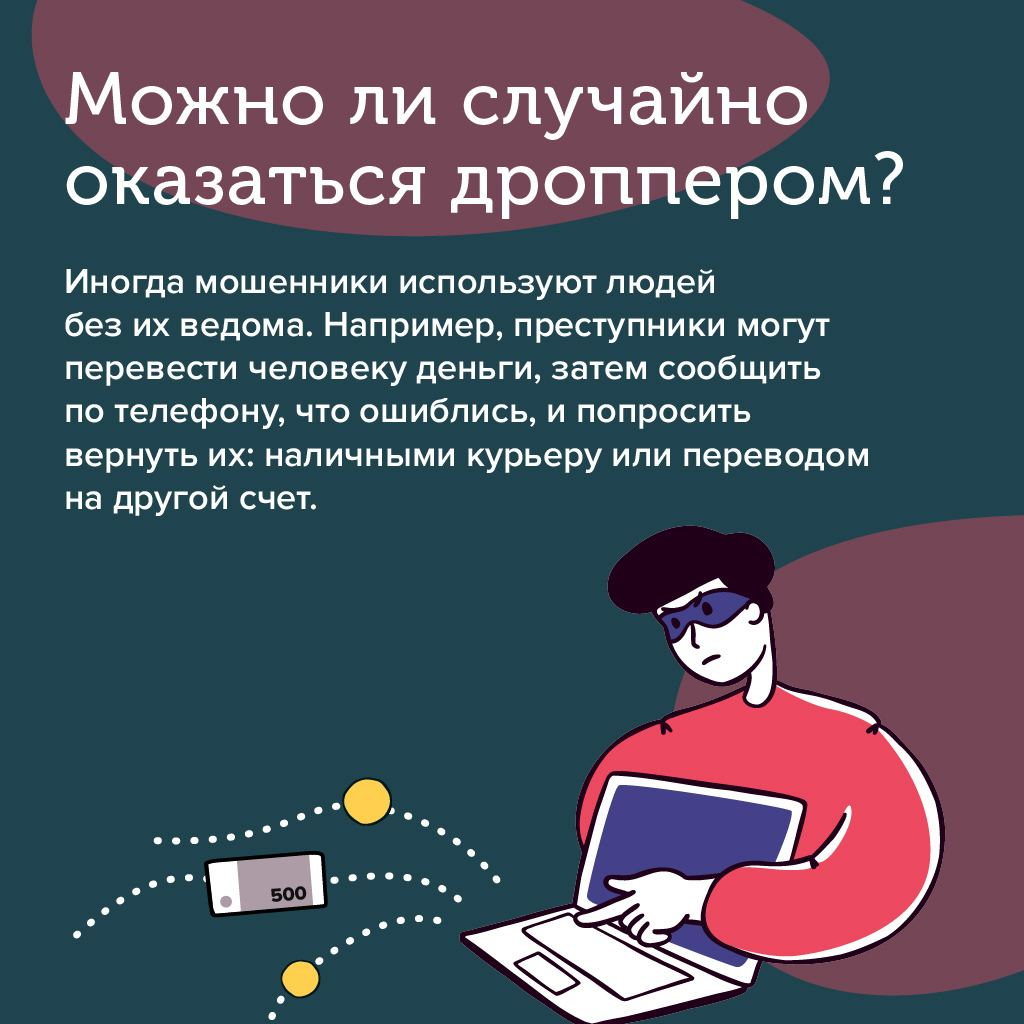 Можно ли случайно
оказаться дроппером?
Иногда мошенники используют людей
без их ведома. Например, преступники могут
перевести человеку деньги, затем сообщить
по телефону, что ошиблись, и попросить
вернуть их: наличными курьеру или переводом
на другой счет.
500